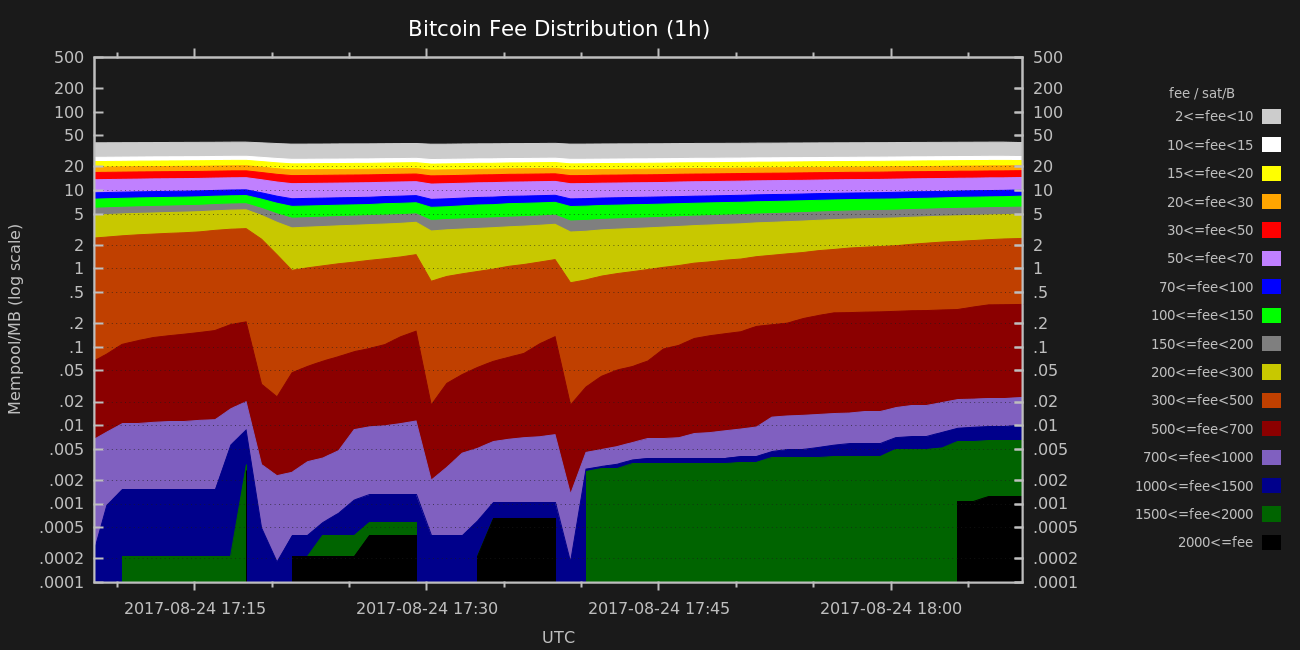 Bitcoin Fee Distribution (1h)
Mempool/MB (log scale)
500
200
100
50
20
10
5
2
1
.5
.2
.1
.05
.02
.01
.005
.002
.001
.0005
.0002
.0001
500
200
100
50
20
10
5
2
1
.5
.2
.1
.05
.02
.01
.005
.002
.001
.0005
.0002
.0001
2017-08-24 17:15
2017-08-24 17:30
2017-08-24 17:45
2017-08-24 18:00
UTC
fee / sat/B
2<=fee<10
10<=fee<15
15<=fee<20
20<=fee<30
30<=fee<50
50<=fee<70
70<=fee<100
100<=fee<150
150<=fee<200
200<=fee<300
300<=fee<500
500<=fee<700
700<=fee<1000
1000<=fee<1500
1500<=fee<2000
2000<=fee